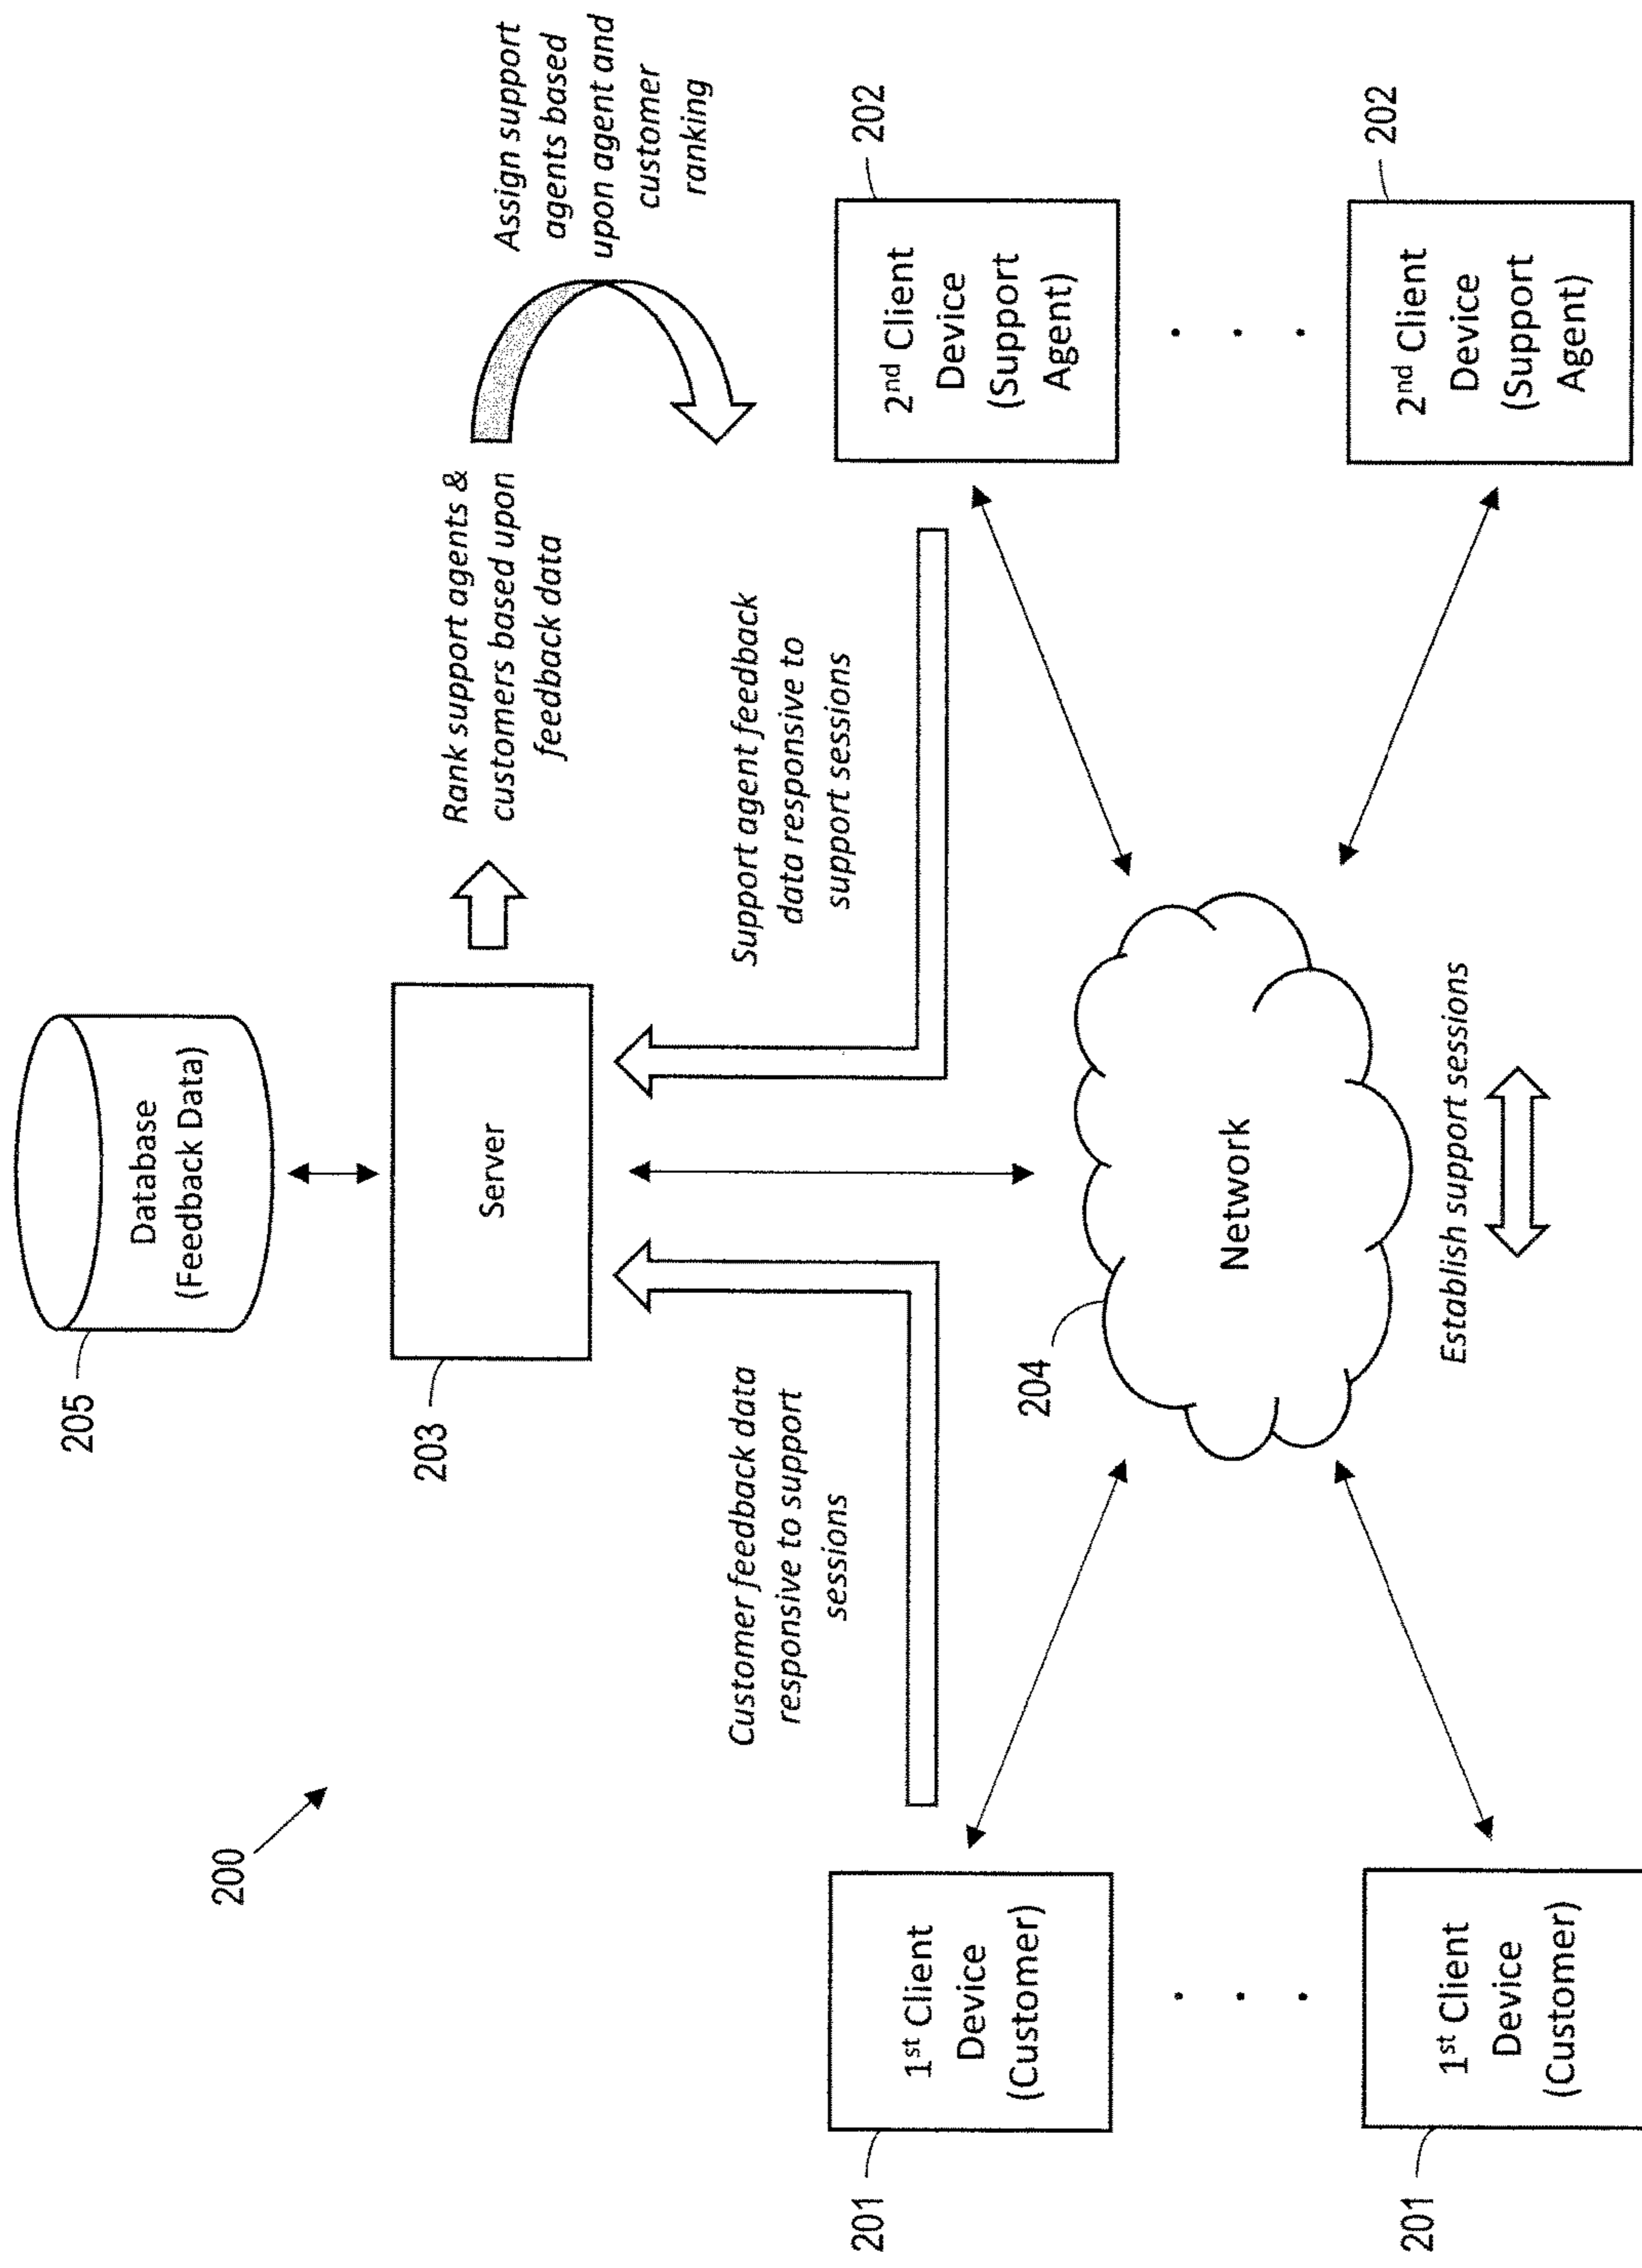 200
205
Database
(Feedback Data)
203
Server
Rank support agents &
customers based upon
feedback data
Assign support
agents based
upon agent and
customer
ranking
Customer feedback data
responsive to support
sessions
Support agent feedback
data responsive to
support sessions
201
1st Client
Device
(Customer)
204
Network
202
2nd Client
Device
(Support
Agent)
201
1st Client
Device
(Customer)
Establish support sessions
202
2nd Client
Device
(Support
Agent)